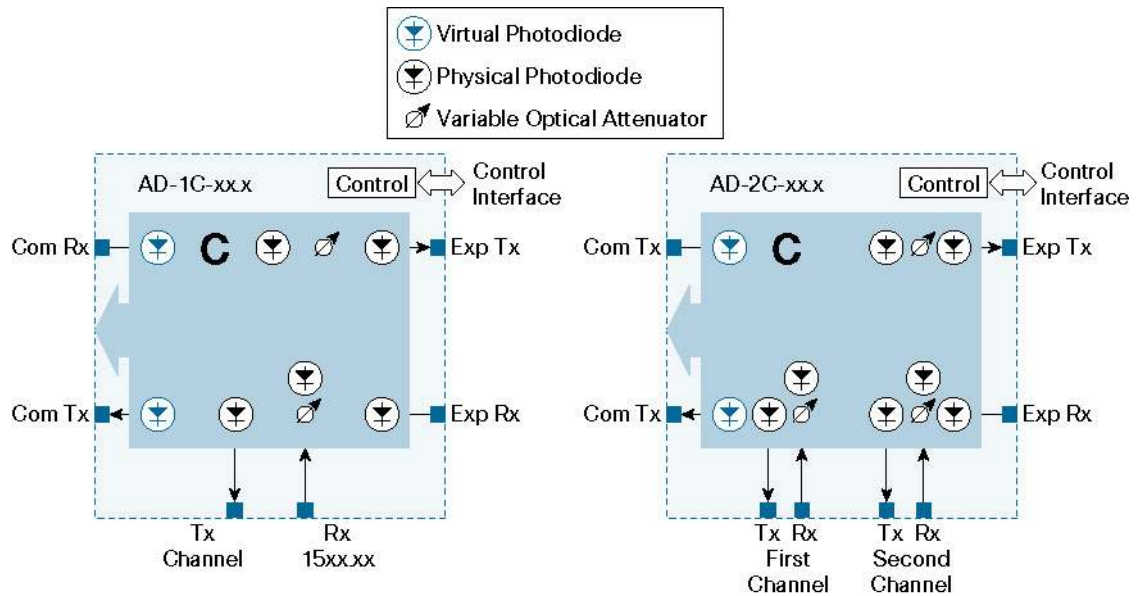 Virtual Photodiode
Physical Photodiode
Variable Optical Attenuator
AD-1C-xx.x
Control
Control
Interface
Com Rx
C
Exp Tx
Com Tx
Exp Rx
Tx
Channel
Rx
15xx.xx
AD-2C-xx.x
Control
Control
Interface
Com Tx
C
Exp Tx
Com Tx
Exp Rx
Tx Rx
First
Channel
Tx Rx
Second
Channel